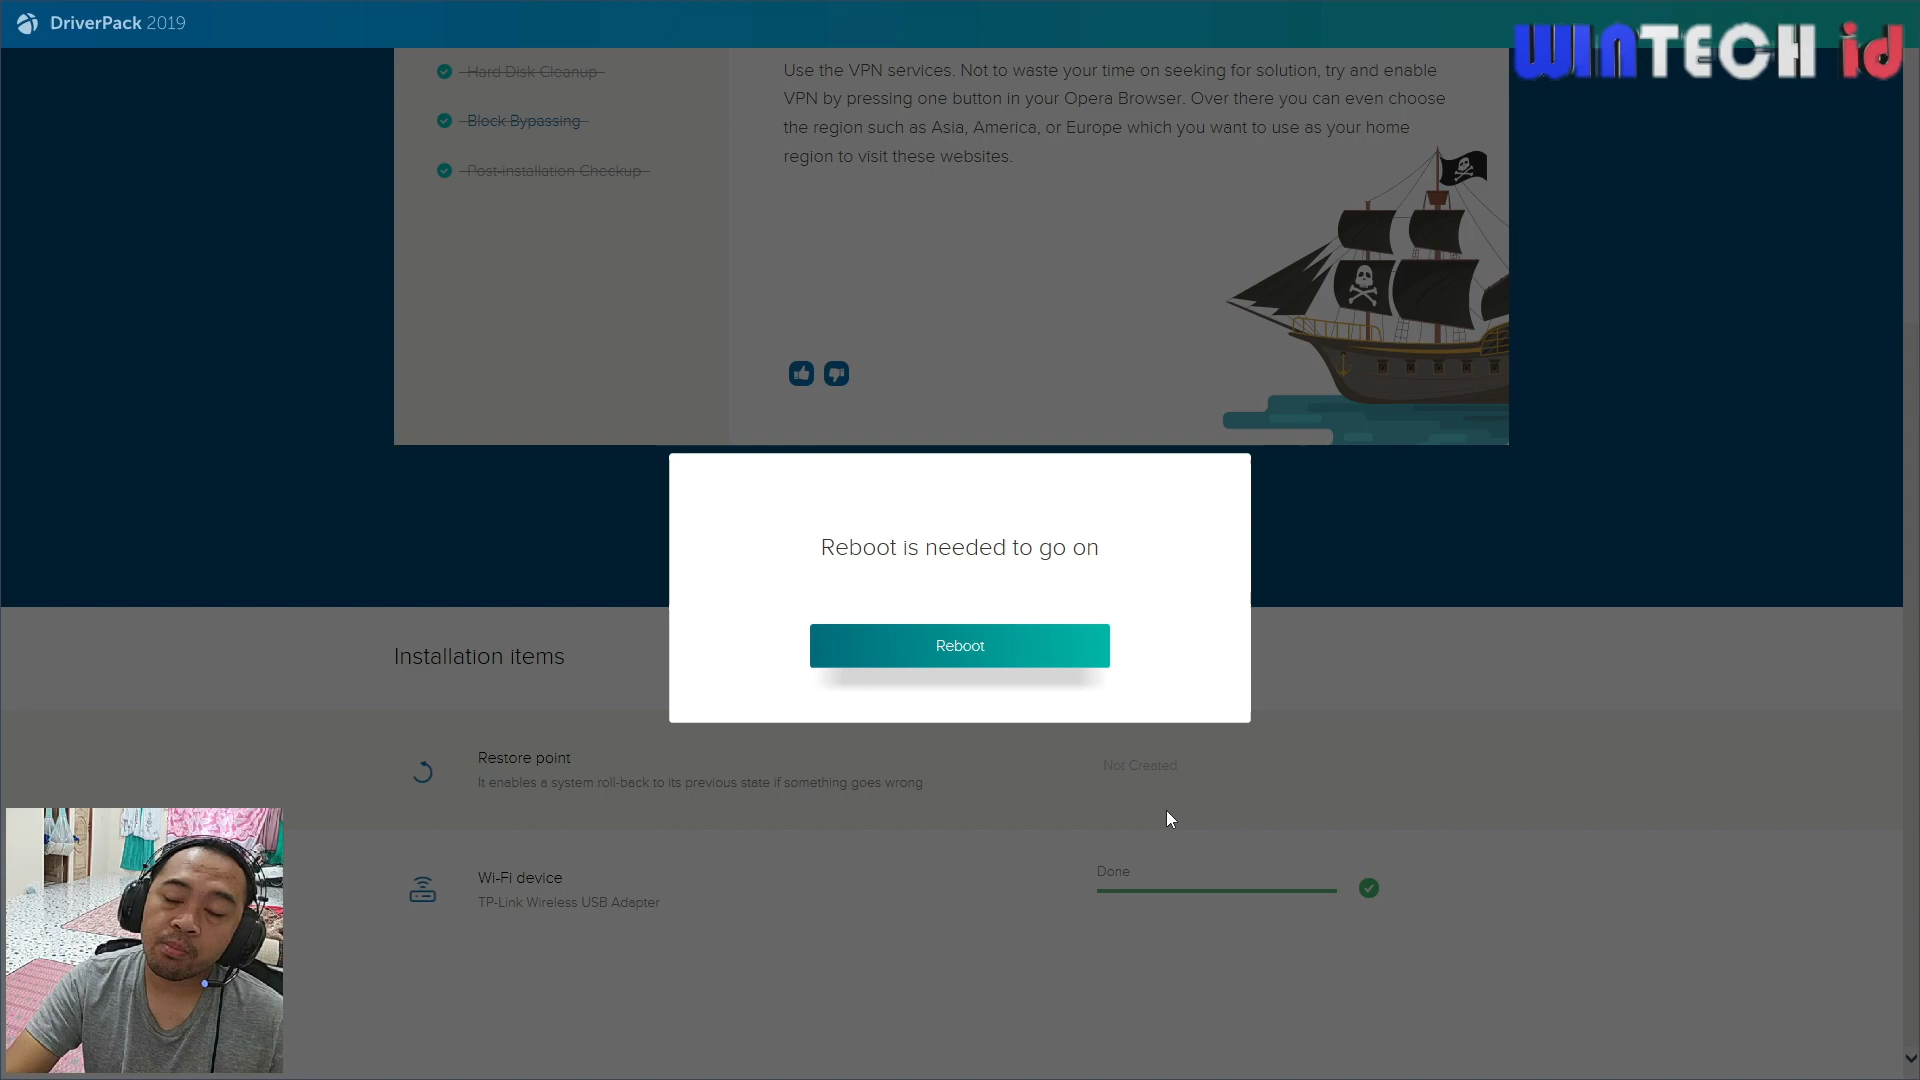 DriverPack 2019
WINTECH id
Hard Disk Cleanup
Block Bypassing
Post-Installation Checkup
Use the VPN services. Not to waste your time on seeking for solution, try and enable
VPN by pressing one button in your Opera Browser. Over there you can even choose
the region such as Asia, America, or Europe which you want to use as your home
region to visit these websites.
Reboot is needed to go on
Reboot
Installation items
Restore point
It enables a system roll-back to its previous state if something goes wrong
Not Created
Wi-Fi device
TP-Link Wireless USB Adapter
Done